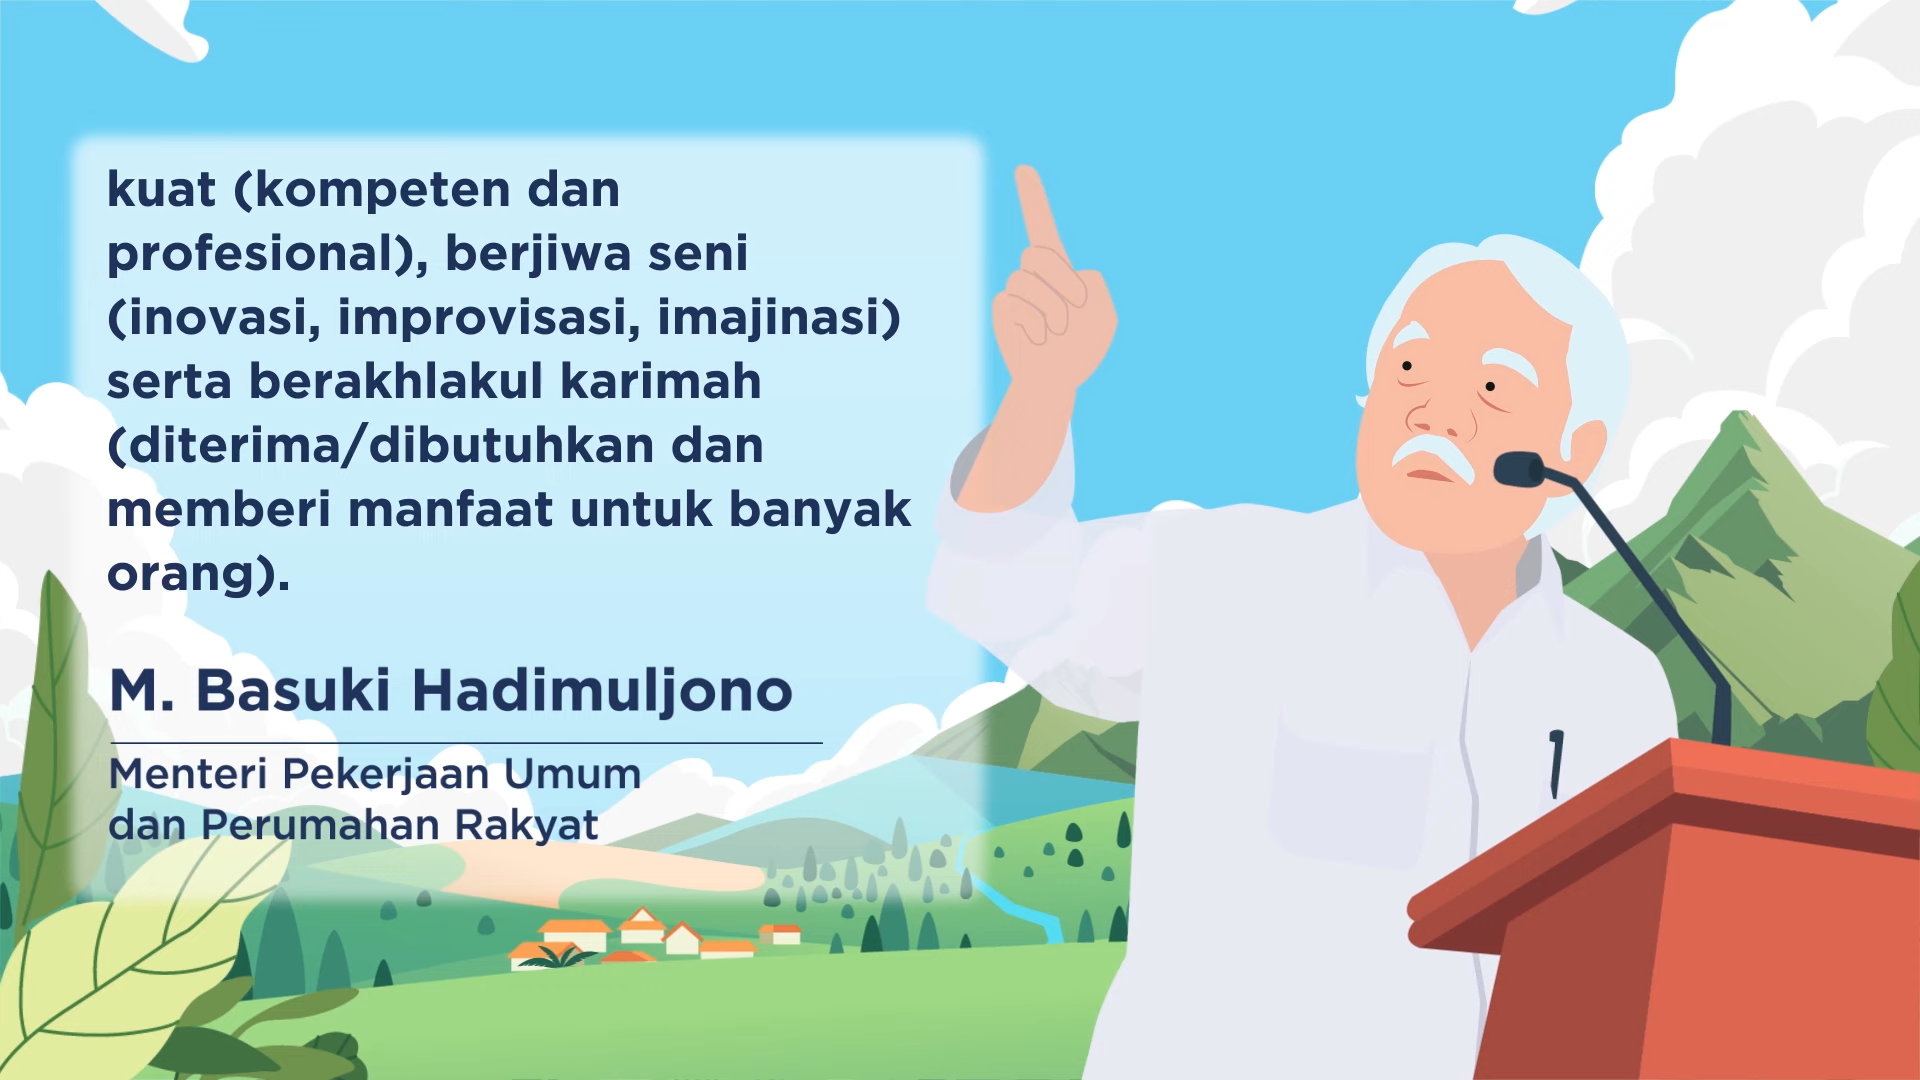 kuat (kompeten dan
profesional), berjiwa seni
(inovasi, improvisasi, imajinasi)
serta berakhlakul karimah
(diterima/dibutuhkan dan
memberi manfaat untuk banyak
orang).
M. Basuki Hadimuljono
Menteri Pekerjaan Umum
dan Perumahan Rakyat